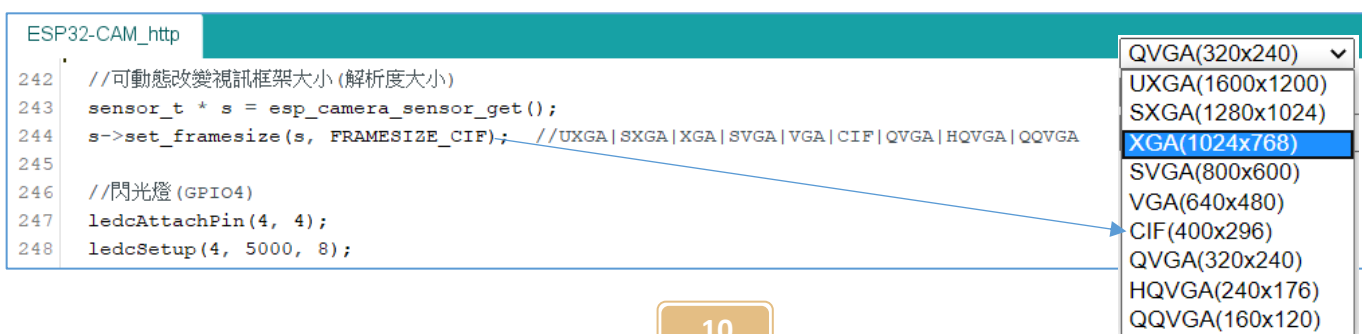 ESP32-CAM_http
242 //可動態改變視訊框架大小(解析度大小)
243 sensor_t * s = esp_camera_sensor_get();
244 s->set_framesize(s, FRAMESIZE_CIF); //UXGA|SXGA|XGA|SVGA|VGA|CIF|QVGA|HQVGA|QQVGA
245
246 //閃光燈(GPIO4)
247 ledcAttachPin(4, 4);
248 ledcSetup(4, 5000, 8);
QVGA(320x240)
UXGA(1600x1200)
SXGA(1280x1024)
XGA(1024x768)
SVGA(800x600)
VGA(640x480)
CIF(400x296)
QVGA(320x240)
HQVGA(240x176)
QQVGA(160x120)
10